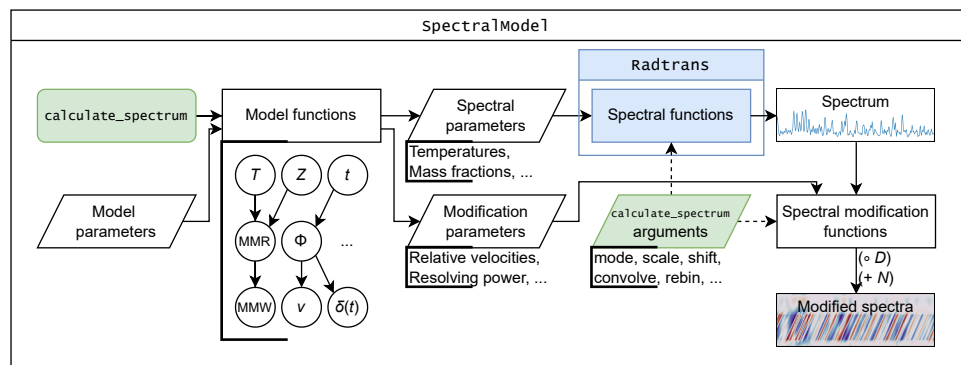 SpectralModel
Radtrans
calculate_spectrum
Model functions
Spectral
parameters
Spectral functions
Spectrum
Temperatures,
Mass fractions, ...
T
Z
t
Model
parameters
MMR
Φ
...
Modification
parameters
calculate_spectrum
arguments
Spectral modification
functions
Relative velocities,
Resolving power, ...
mode, scale, shift,
convolve, rebin, ...
(∘ D)
(+ N)
MMW
v
δ(t)
Modified spectra